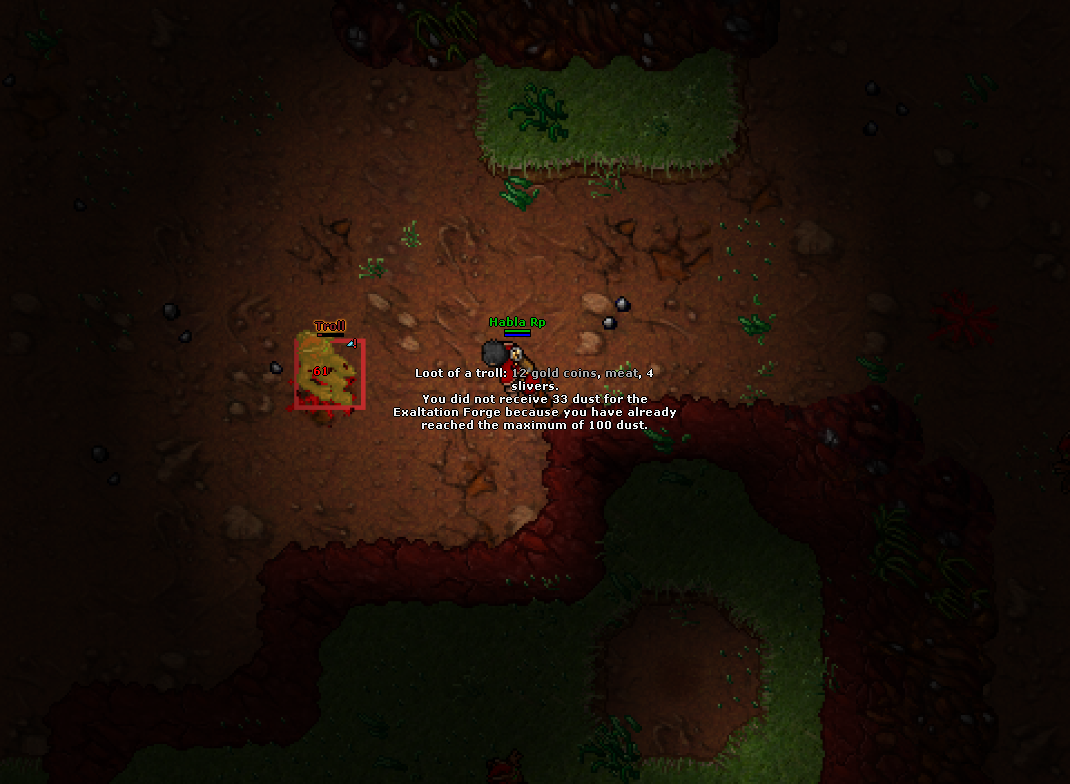 Habla Rp
Troll
-61-
Loot of a troll: 12 gold coins, meat, 4
slivers.
You did not receive 33 dust for the
Exaltation Forge because you have already
reached the maximum of 100 dust.